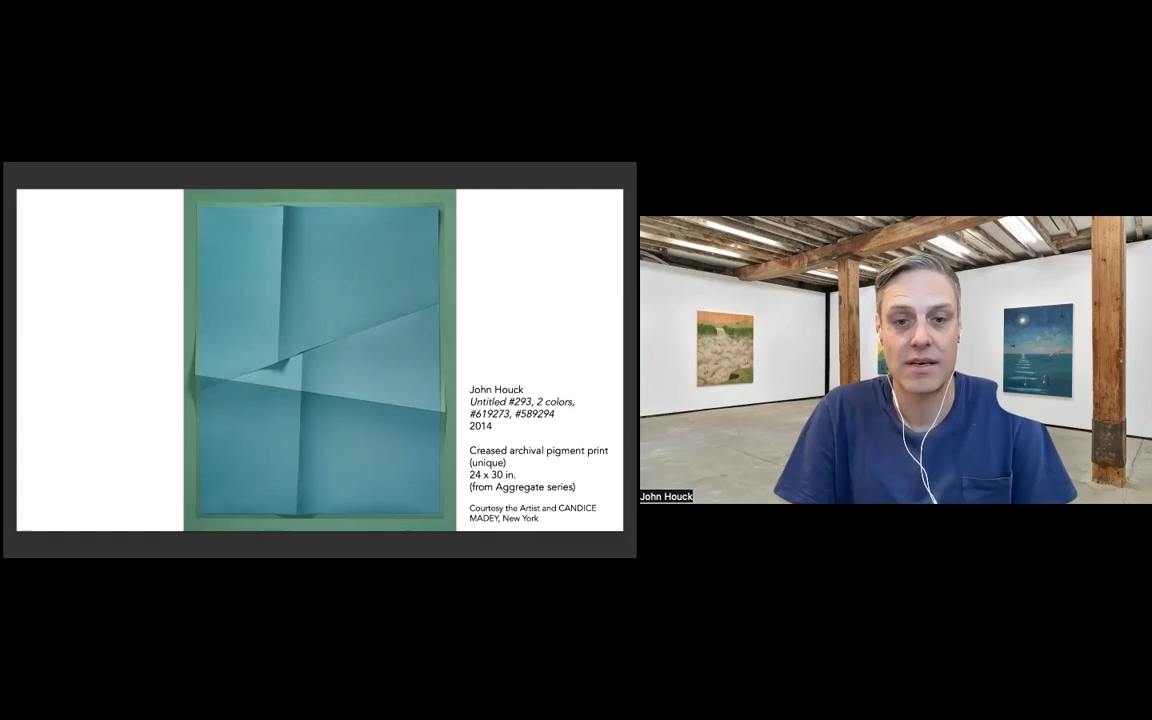 John Houck
Untitled #293, 2 colors,
#619273, #589294
2014
Creased archival pigment print
(unique)
24 x 30 in.
(from Aggregate series)
Courtesy the Artist and CANDICE
MADEY, New York
John Houck